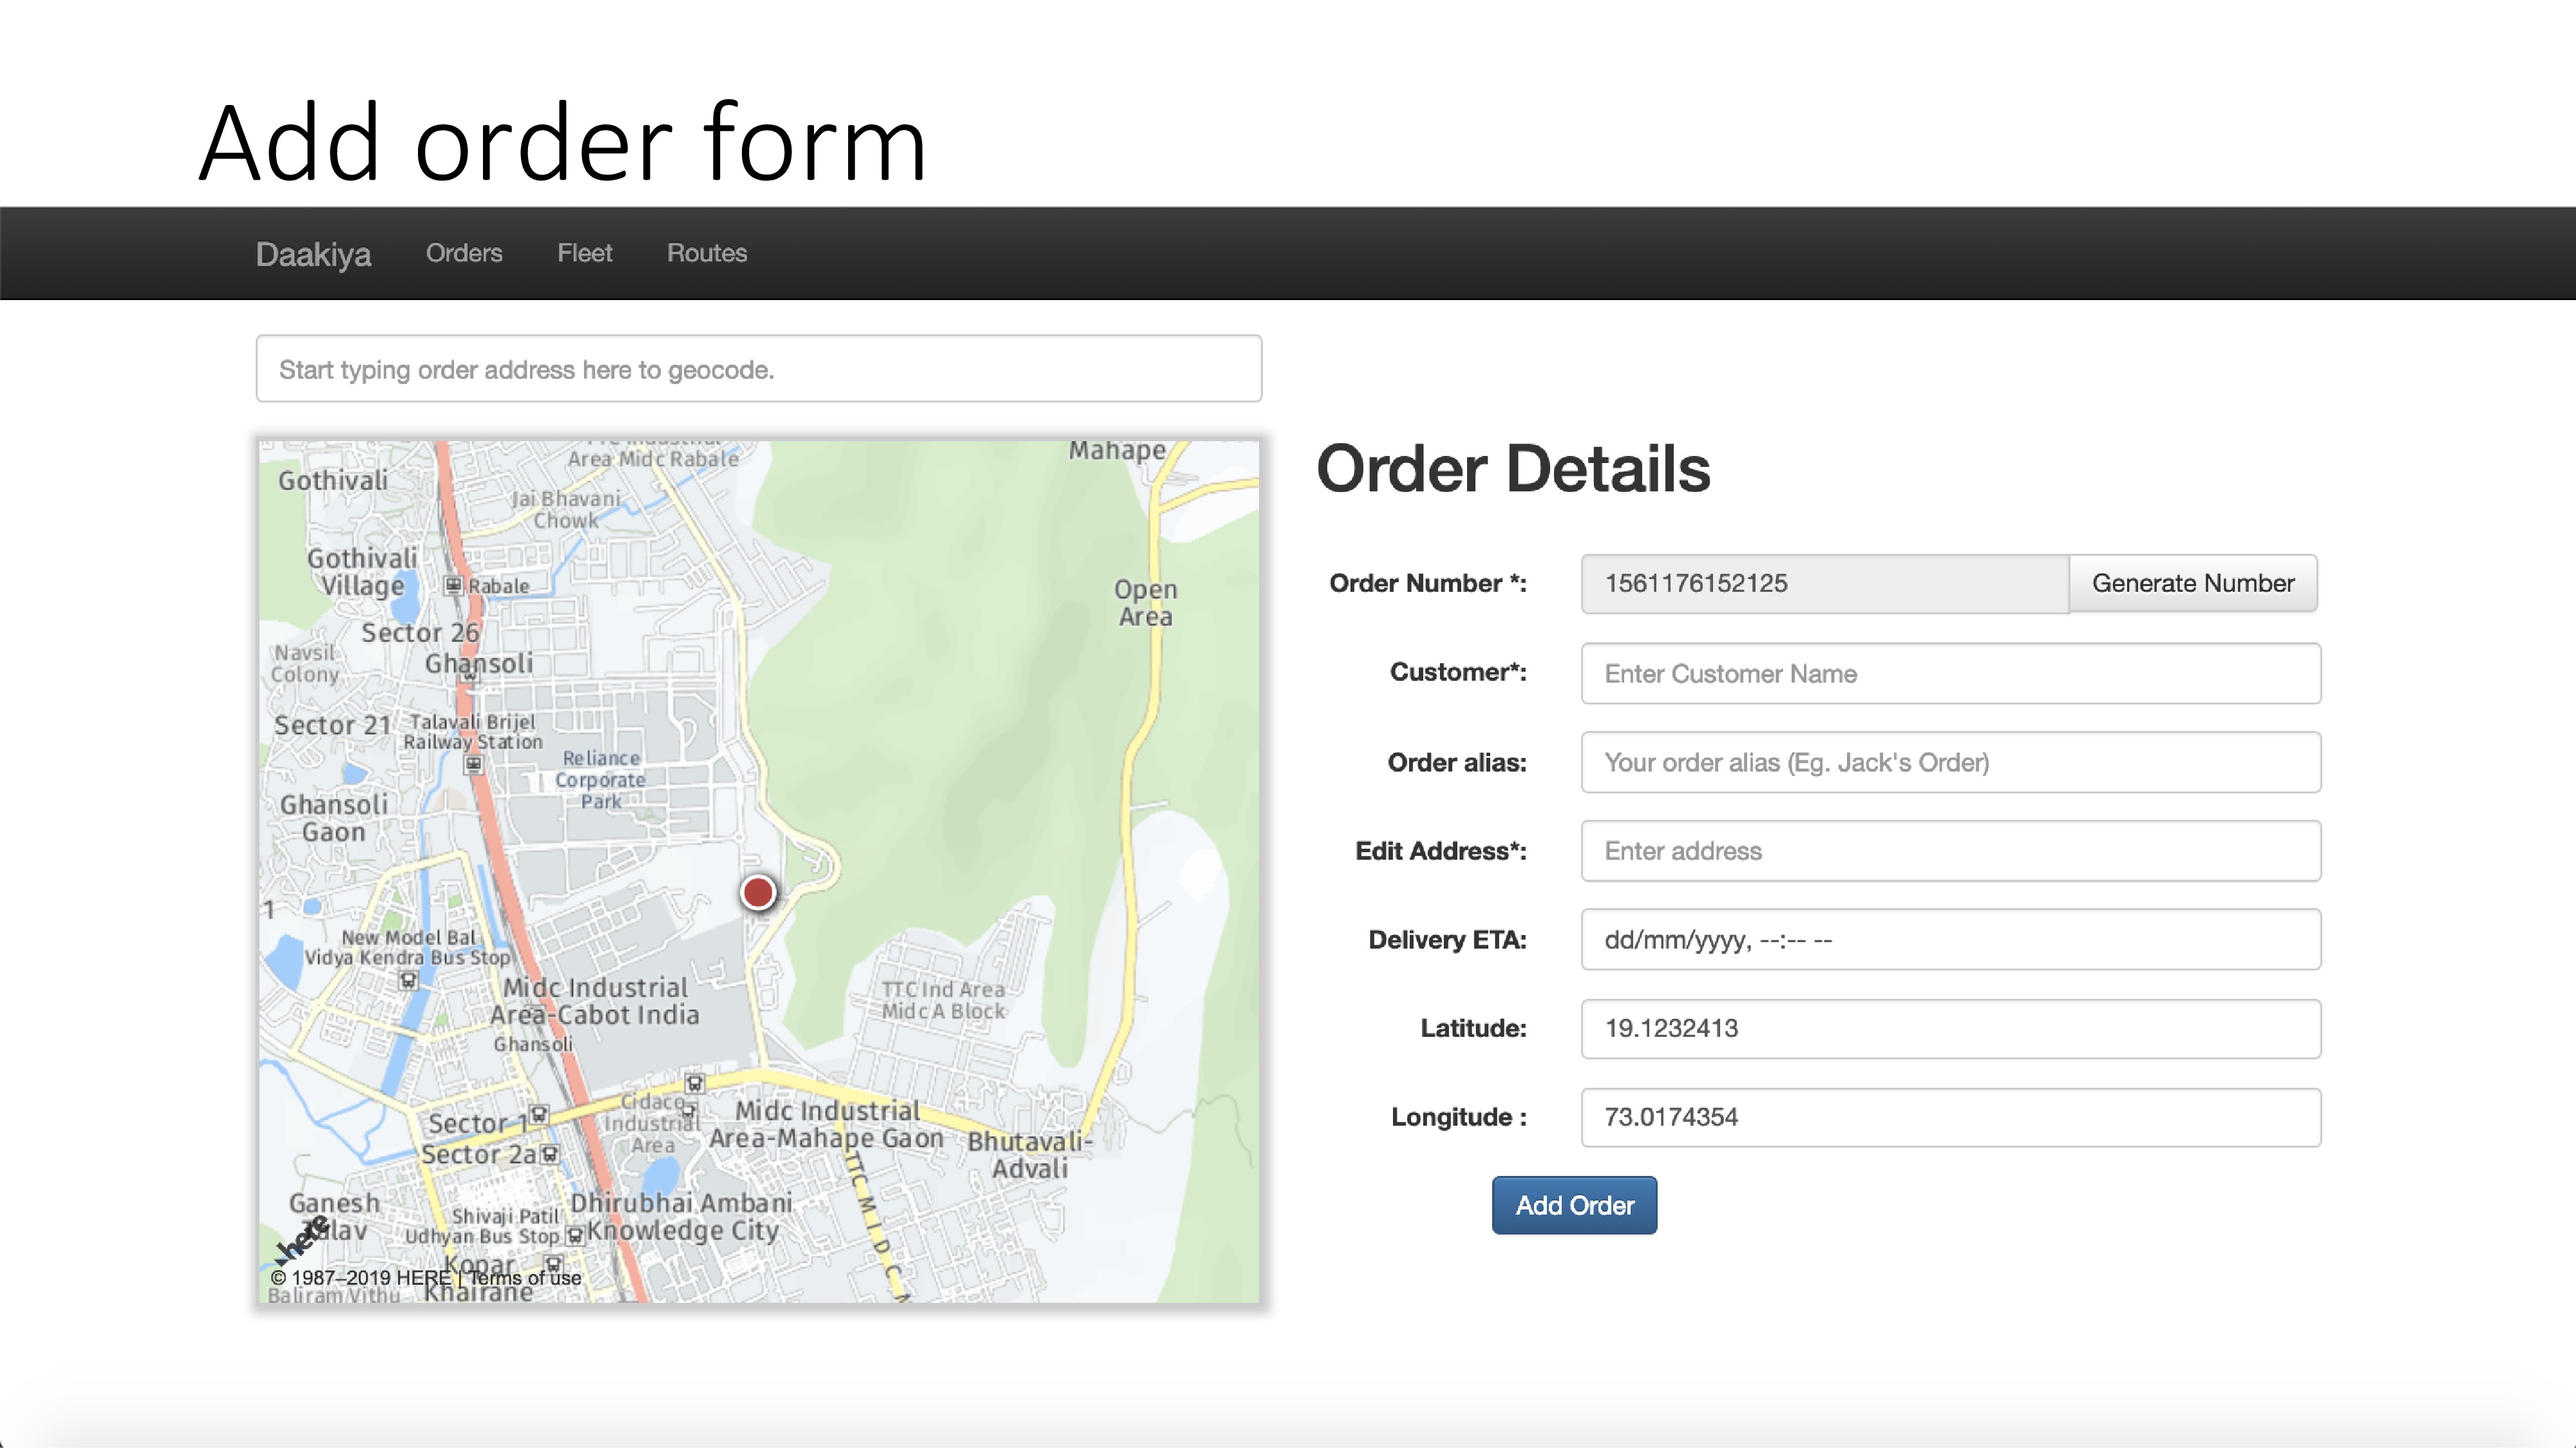 Add order form
Daakiya
Orders
Fleet
Routes
Start typing order address here to geocode.
Area Midc Rabale
Mahape
Gothivali
Jai Bhavani
Chowk
Gothivali
Village
Rabale
Open
Area
Sector 26
Navsil
Colony
Ghansoli
Sector 21
Talavali Brijel
Railway Station
Reliance
Corporate
Park
Ghansoli
Gaon
1
New Model Bal
Vidya Kendra Bus Stop
Midc Industrial
Area-Cabot India
Ghansoli
TTC Ind Area
Midc A Block
Cidaco
Industrial
Area
Midc Industrial
Area-Mahape Gaon
Bhutavali-
Advali
Sector 1
Sector 2a
TTC M I D C
Ganesh
Talav
Shivaji Patil
Udhyan Bus Stop
Dhirubhai Ambani
Knowledge City
here
Kopar
Khairane
© 1987–2019 HERE | Terms of use
Baliram Vithu
Order Details
Order Number *:
1561176152125
Generate Number
Customer*:
Enter Customer Name
Order alias:
Your order alias (Eg. Jack's Order)
Edit Address*:
Enter address
Delivery ETA:
dd/mm/yyyy, --:-- --
Latitude:
19.1232413
Longitude :
73.0174354
Add Order